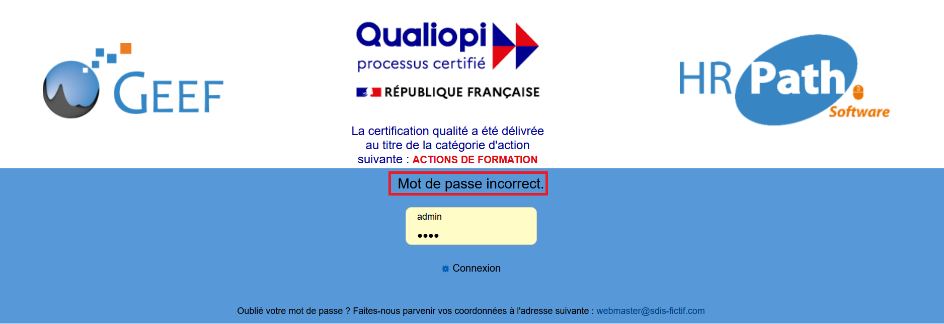 GEEF
Qualiopi
processus certifié
RÉPUBLIQUE FRANÇAISE
HR Path
Software
La certification qualité a été délivrée
au titre de la catégorie d'action
suivante : ACTIONS DE FORMATION
Mot de passe incorrect.
admin
••••
Connexion
Oublié votre mot de passe ? Faites-nous parvenir vos coordonnées à l'adresse suivante : webmaster@sdis-fictif.com